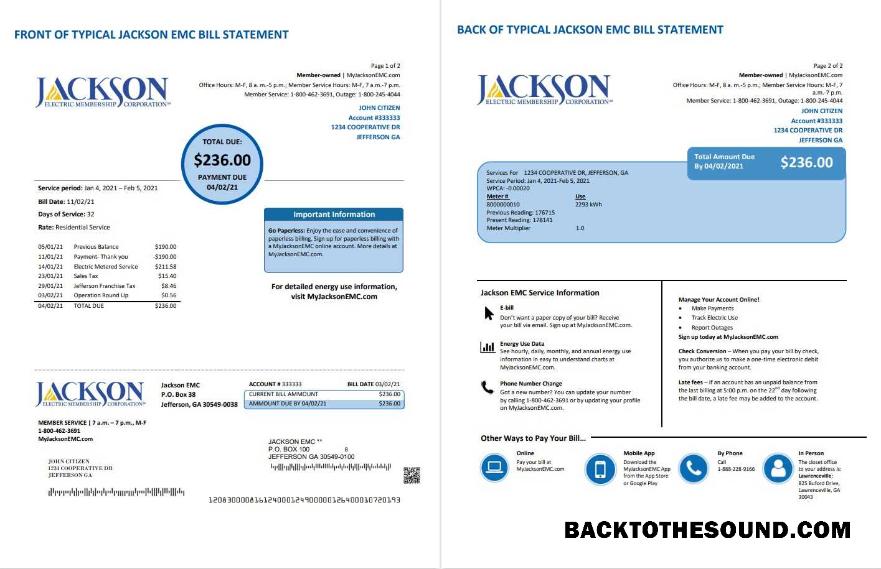 FRONT OF TYPICAL JACKSON EMC BILL STATEMENT
Page 1 of 2
Member-owned | MyJacksonEMC.com
Office Hours: M-F, 8 a.m.-5 p.m.; Member Service Hours: M-F, 7 a.m.-7 p.m.
Member Service: 1-800-462-3691, Outage: 1-800-245-4044
JACKSON
ELECTRIC MEMBERSHIP CORPORATION
JOHN CITIZEN
Account #333333
1234 COOPERATIVE DR
JEFFERSON GA
TOTAL DUE:
$236.00
PAYMENT DUE
04/02/21
Service period: Jan 4, 2021 – Feb 5, 2021
Bill Date: 11/02/21
Days of Service: 32
Rate: Residential Service
05/01/21 Previous Balance $190.00
11/01/21 Payment- Thank you -$190.00
14/01/21 Electric Metered Service $211.58
23/01/21 Sales Tax $15.40
29/01/21 Jefferson Franchise Tax $8.46
03/02/21 Operation Round Up $0.56
04/02/21 TOTAL DUE $236.00
Important Information
Go Paperless: Enjoy the ease and convenience of
paperless billing. Sign up for paperless billing with
a MyJacksonEMC online account. More details at
MyJacksonEMC.com.
For detailed energy use information,
visit MyJacksonEMC.com
JACKSON
ELECTRIC MEMBERSHIP CORPORATION
Jackson EMC
P.O. Box 38
Jefferson, GA 30549-0038
ACCOUNT # 333333 BILL DATE 03/02/21
CURRENT BILL AMMOUNT $236.00
AMMOUNT DUE BY 04/02/21 $236.00
MEMBER SERVICE | 7 a.m. – 7 p.m., M-F
1-800-462-3691
MyJacksonEMC.com
JACKSON EMC **
P.O. BOX 100 8
JEFFERSON GA 30549-0100
JOHN CITIZEN
1234 COOPERATIVE DR
JEFFERSON GA
BACK OF TYPICAL JACKSON EMC BILL STATEMENT
Page 2 of 2
Member-owned | MyJacksonEMC.com
Office Hours: M-F, 8 a.m.-5 p.m.; Member Service Hours: M-F, 7
a.m.-7 p.m.
Member Service: 1-800-462-3691, Outage: 1-800-245-4044
JACKSON
ELECTRIC MEMBERSHIP CORPORATION
JOHN CITIZEN
Account #333333
1234 COOPERATIVE DR
JEFFERSON GA
Total Amount Due
By 04/02/2021 $236.00
Services For 1234 COOPERATIVE DR, JEFFERSON, GA
Service Period: Jan 4, 2021-Feb 5, 2021
WPCA: -0.00020
Meter # Use
8000000010 2293 kWh
Previous Reading: 176715
Present Reading: 178141
Meter Multiplier 1.0
Jackson EMC Service Information
E-bill
Don't want a paper copy of your bill? Receive
your bill via email. Sign up at MyJacksonEMC.com.
Energy Use Data
See hourly, daily, monthly, and annual energy use
information in easy to understand charts at
MyJacksonEMC.com.
Phone Number Change
Got a new number? You can update your number
by calling 1-800-462-3691 or by updating your profile
on MyJacksonEMC.com.
Manage Your Account Online!
• Make Payments
• Track Electric Use
• Report Outages
Sign up today at MyJacksonEMC.com
Check Conversion – When you pay your bill by check,
you authorize us to make a one-time electronic debit
from your banking account.
Late fees – If an account has an unpaid balance from
the last billing at 5:00 p.m. on the 22nd day following
the bill date, a late fee may be added to the account.
Other Ways to Pay Your Bill...
Online
Pay your bill at
MyJacksonEMC.com
Mobile App
Download the
MyJacksonEMC App
from the App Store
or Google Play
By Phone
Call
1-888-228-9166
In Person
The closet office
to your address is:
Lawrenceville:
825 Buford Drive,
Lawrenceville, GA
30043
BACKTOTHESOUND.COM